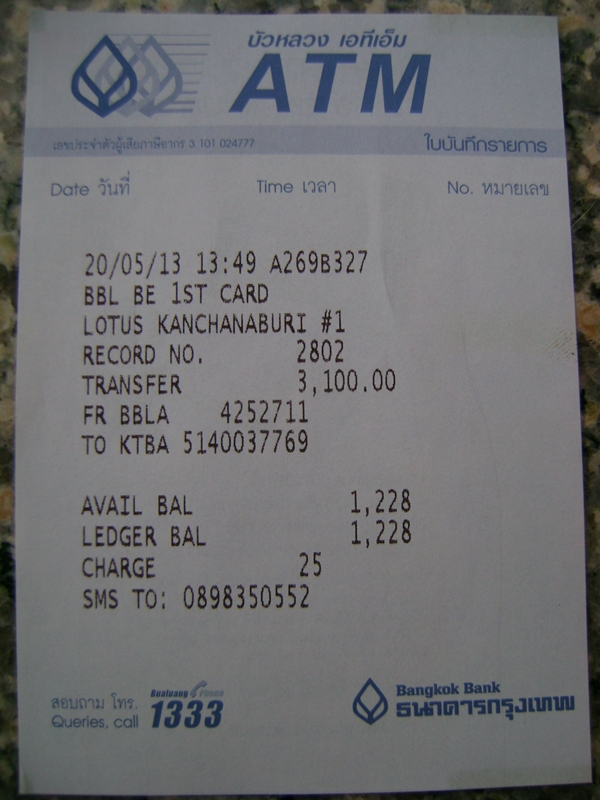 บัวหลวง เอทีเอ็ม
ATM
เลขประจำตัวผู้เสียภาษีอากร 3 101 024777
ใบบันทึกรายการ
Date วันที่ Time เวลา No. หมายเลข
20/05/13 13:49 A269B327
BBL BE 1ST CARD
LOTUS KANCHANABURI #1
RECORD NO. 2802
TRANSFER 3,100.00
FR BBLA 4252711
TO KTBA 5140037769
AVAIL BAL 1,228
LEDGER BAL 1,228
CHARGE 25
SMS TO: 0898350552
สอบถาม โทร.
Queries, call
Bualuang Phone
1333
Bangkok Bank
ธนาคารกรุงเทพ